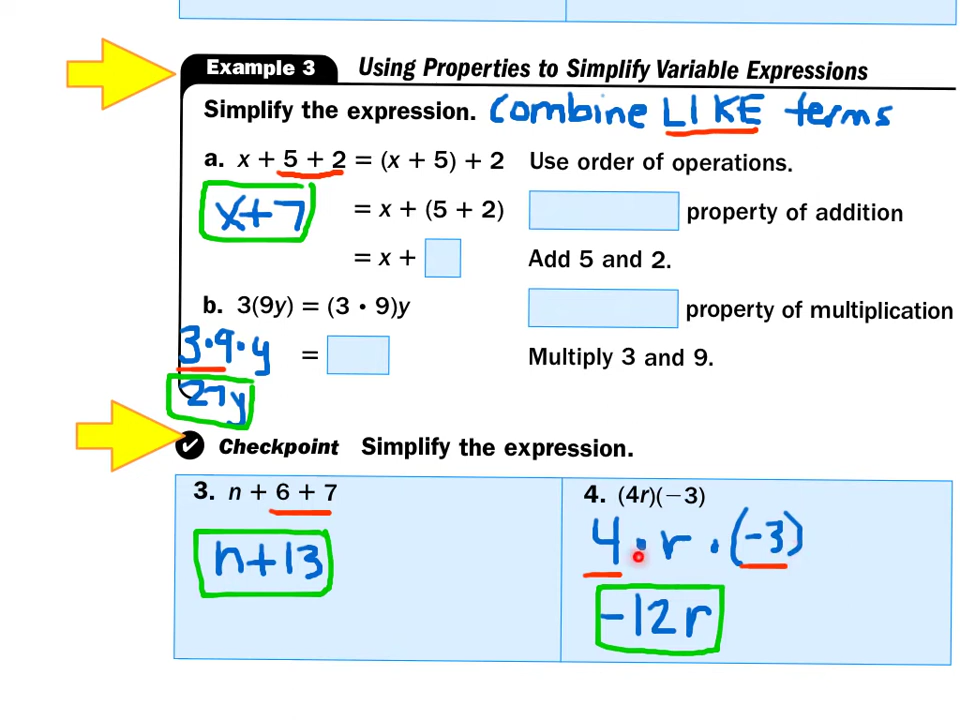 Example 3 Using Properties to Simplify Variable Expressions
Simplify the expression. Combine LIKE terms
a. x + 5 + 2 = (x + 5) + 2 Use order of operations.
x+7 = x + (5 + 2) property of addition
= x + Add 5 and 2.
b. 3(9y) = (3 • 9)y property of multiplication
3•9•y = Multiply 3 and 9.
27y
Checkpoint Simplify the expression.
3. n + 6 + 7
n+13
4. (4r)(−3)
4 • r • (-3)
-12r